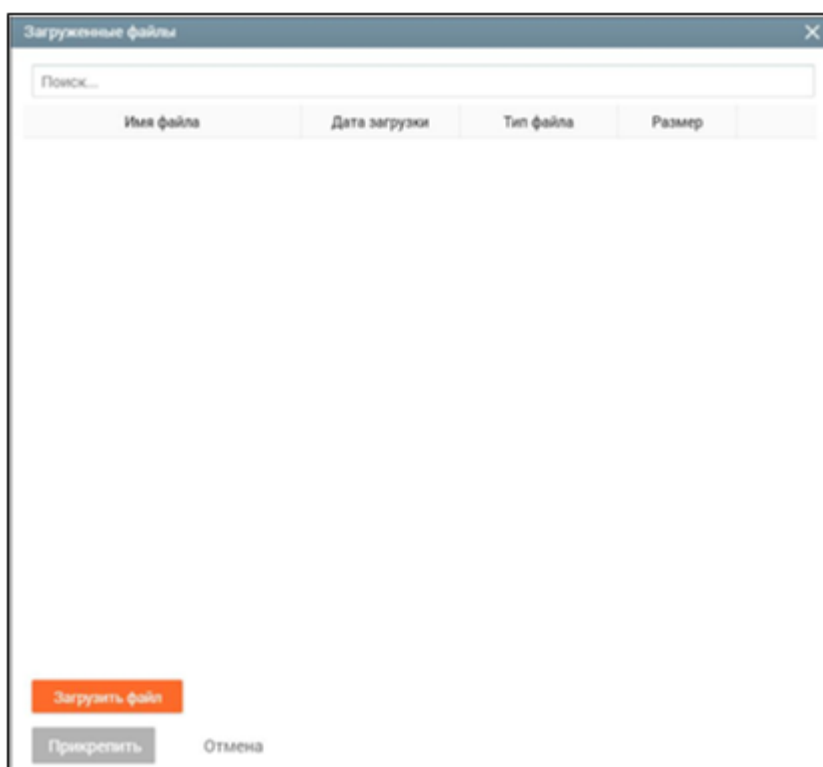 Загруженные файлы
Поиск...
Имя файла Дата загрузки Тип файла Размер
Загрузить файл
Прикрепить Отмена